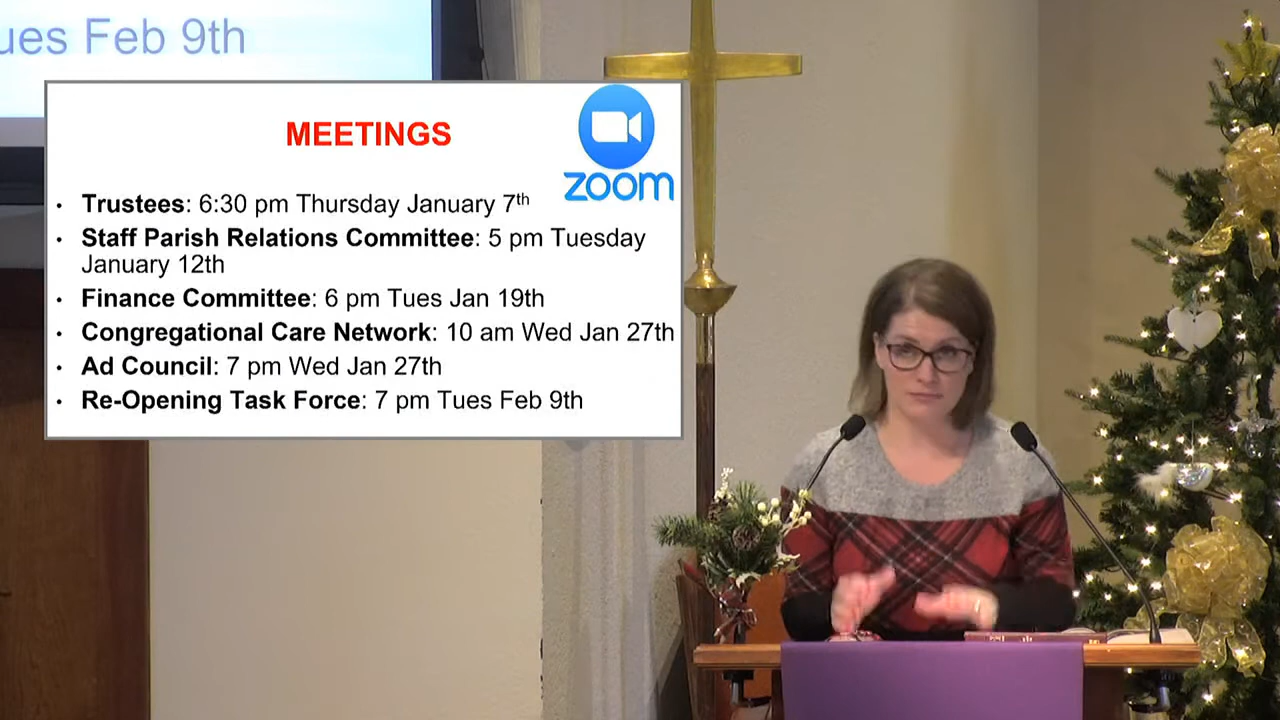 ues Feb 9th
MEETINGS
zoom
• Trustees: 6:30 pm Thursday January 7th
• Staff Parish Relations Committee: 5 pm Tuesday
January 12th
• Finance Committee: 6 pm Tues Jan 19th
• Congregational Care Network: 10 am Wed Jan 27th
• Ad Council: 7 pm Wed Jan 27th
• Re-Opening Task Force: 7 pm Tues Feb 9th